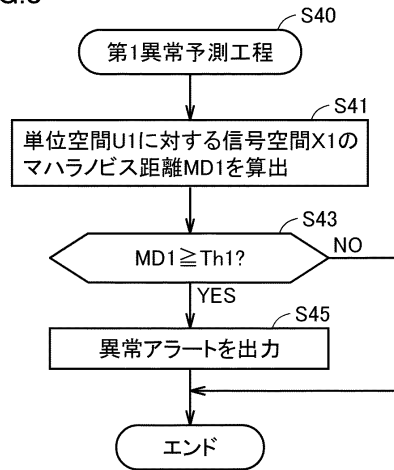 S40
第1異常予測工程
S41
単位空間U1に対する信号空間X1の
マハラノビス距離MD1を算出
S43
MD1≧Th1?
NO
YES
S45
異常アラートを出力
エンド